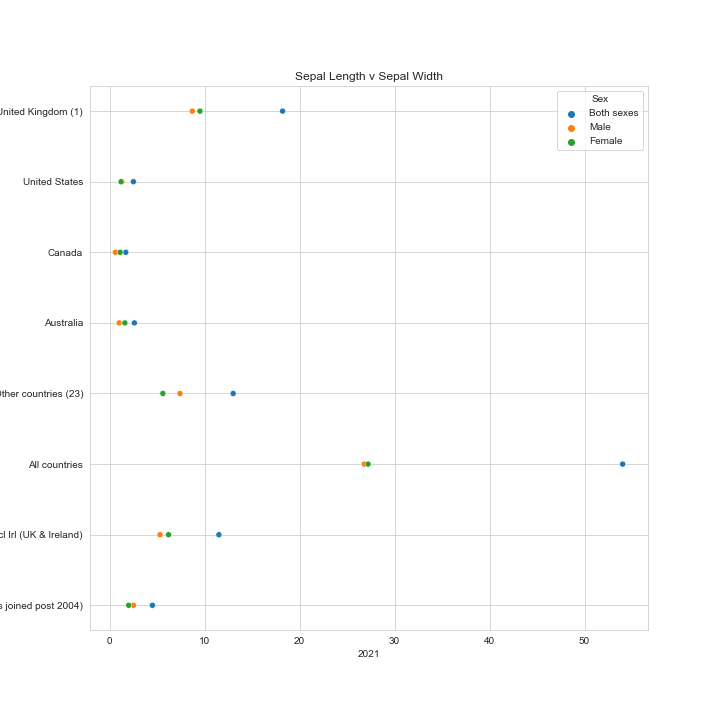 Sepal Length v Sepal Width
Sex
Both sexes
Male
Female
United Kingdom (1)
United States
Canada
Australia
Other countries (23)
All countries
Irl (UK & Ireland)
joined post 2004)
0 10 20 30 40 50
2021